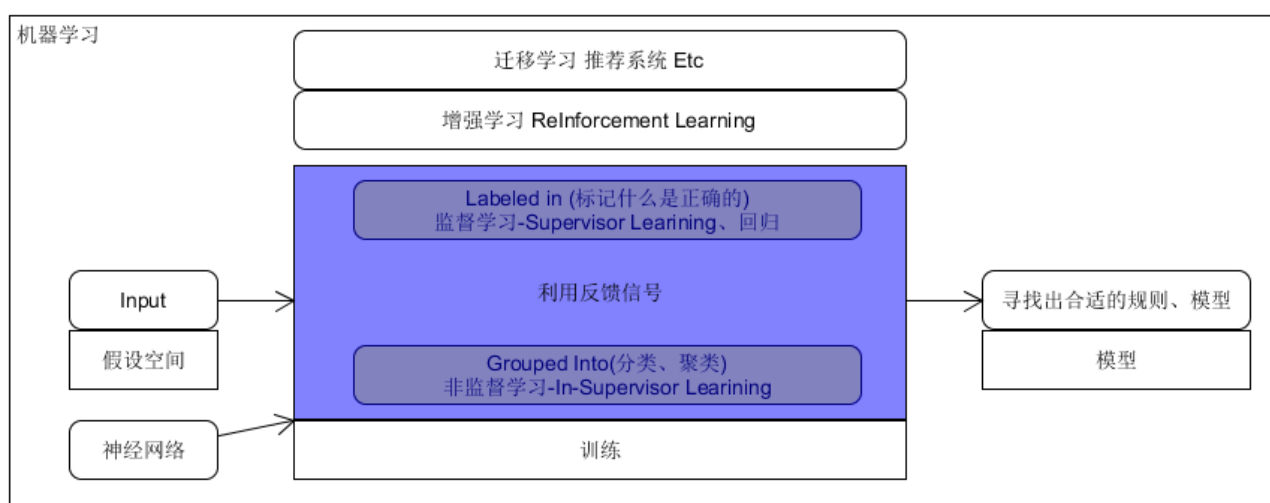 机器学习
迁移学习 推荐系统 Etc
增强学习 ReInforcement Learning
Labeled in (标记什么是正确的)
监督学习-Supervisor Learining、回归
Input
利用反馈信号
寻找出合适的规则、模型
假设空间
模型
Grouped Into(分类、聚类)
非监督学习-In-Supervisor Learining
神经网络
训练